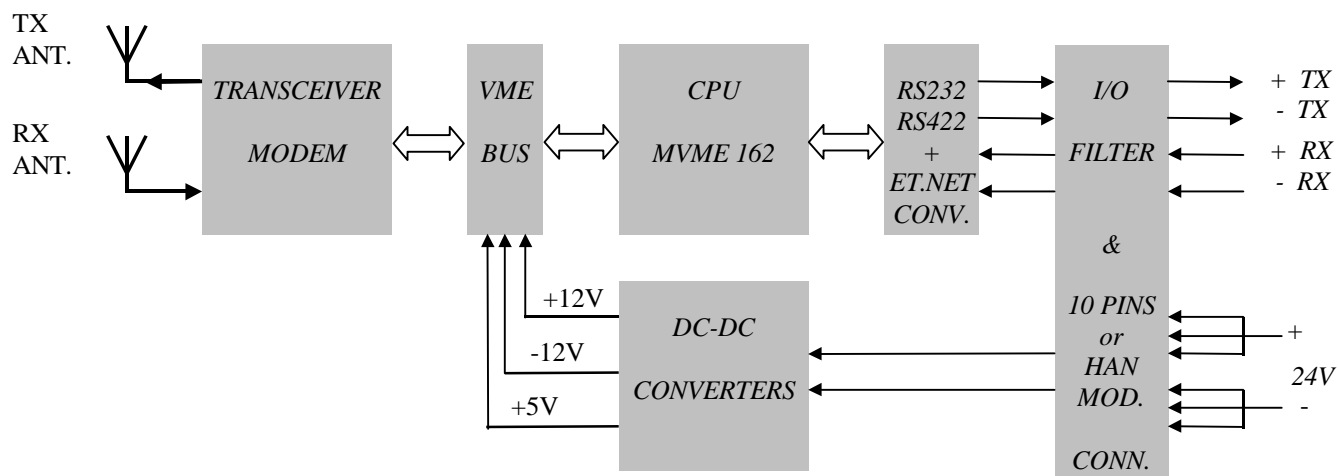 TX
ANT.
RX
ANT.
TRANSCEIVER
MODEM
VME
BUS
CPU
MVME 162
RS232
RS422
+
ET.NET
CONV.
I/O
FILTER
&
10 PINS
or
HAN
MOD.
CONN.
+ TX
- TX
+ RX
- RX
+12V
-12V
+5V
DC-DC
CONVERTERS
+
24V
-